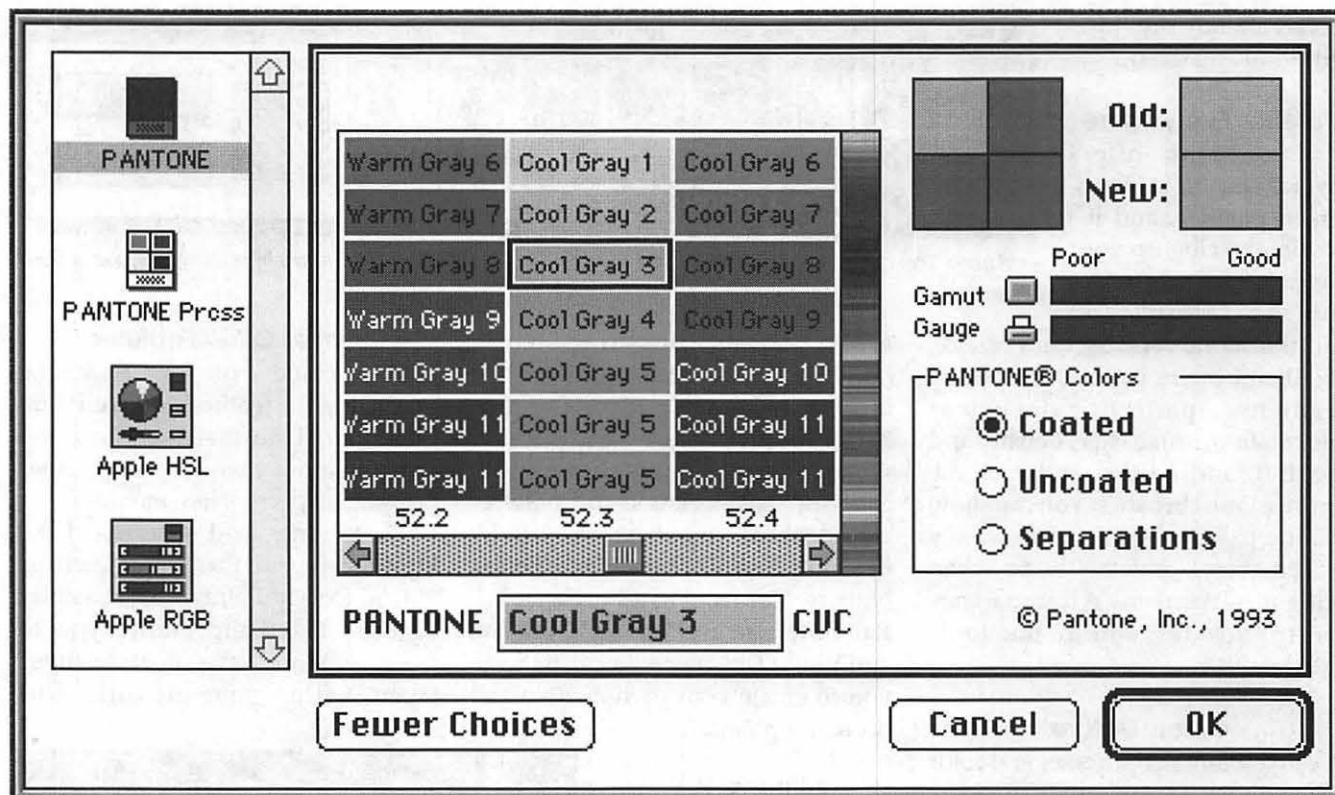 PANTONE
PANTONE Prcss
Apple HSL
Apple RGB
Warm Gray 6 Cool Gray 1 Cool Gray 6
Warm Gray 7 Cool Gray 2 Cool Gray 7
Warm Gray 8 Cool Gray 3 Cool Gray 8
Warm Gray 9 Cool Gray 4 Cool Gray 9
Warm Gray 10 Cool Gray 5 Cool Gray 10
Warm Gray 11 Cool Gray 5 Cool Gray 11
Warm Gray 11 Cool Gray 5 Cool Gray 11
52.2 52.3 52.4
PANTONE Cool Gray 3 CVC
Old:
New:
Poor Good
Gamut
Gauge
PANTONE® Colors
Coated
Uncoated
Separations
© Pantone, Inc., 1993
Fewer Choices
Cancel
OK